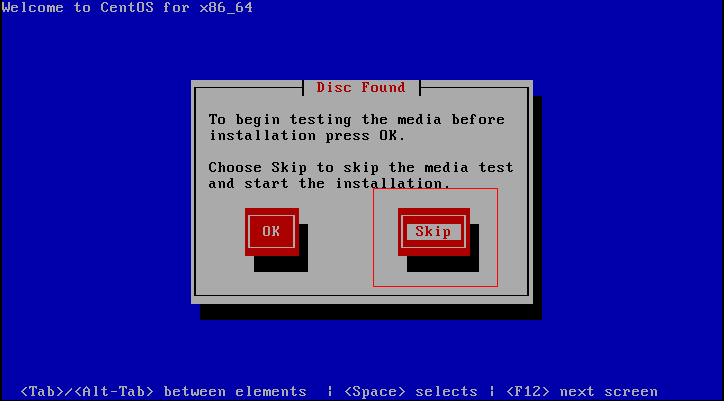 Welcome to CentOS for x86_64
Disc Found
To begin testing the media before
installation press OK.
Choose Skip to skip the media test
and start the installation.
OK Skip
<Tab>/<Alt-Tab> between elements | <Space> selects | <F12> next screen